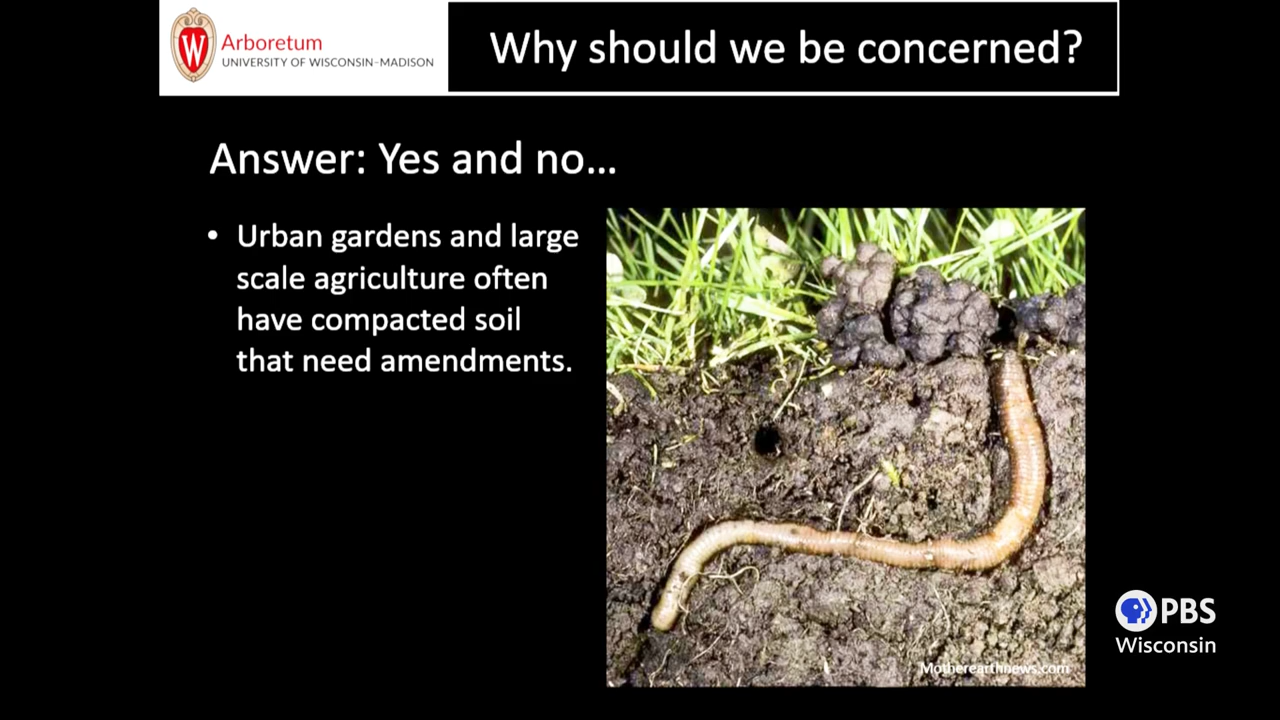 W
Arboretum
UNIVERSITY OF WISCONSIN–MADISON
Why should we be concerned?
Answer: Yes and no...
• Urban gardens and large
scale agriculture often
have compacted soil
that need amendments.
Motherearthnews.com
PBS
Wisconsin